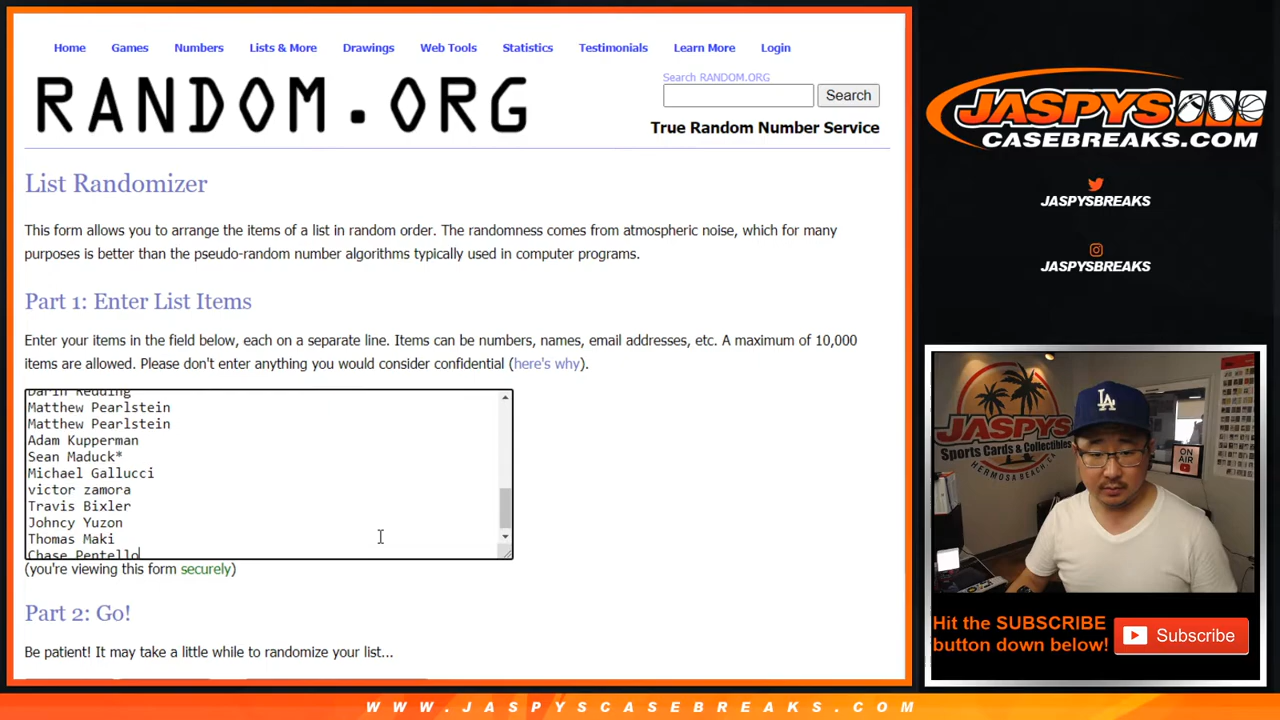 Home Games Numbers Lists & More Drawings Web Tools Statistics Testimonials Learn More Login
RANDOM.ORG
Search RANDOM.ORG
Search
True Random Number Service
List Randomizer
This form allows you to arrange the items of a list in random order. The randomness comes from atmospheric noise, which for many
purposes is better than the pseudo-random number algorithms typically used in computer programs.
Part 1: Enter List Items
Enter your items in the field below, each on a separate line. Items can be numbers, names, email addresses, etc. A maximum of 10,000
items are allowed. Please don't enter anything you would consider confidential (here's why).
Darin Redding
Matthew Pearlstein
Matthew Pearlstein
Adam Kupperman
Sean Maduck*
Michael Gallucci
victor zamora
Travis Bixler
Johncy Yuzon
Thomas Maki
Chase Pentello
(you're viewing this form securely)
Part 2: Go!
Be patient! It may take a little while to randomize your list...
JASPYS
CASEBREAKS.COM
JASPYSBREAKS
JASPYSBREAKS
JASPYS
Sports Cards & Collectibles
HERMOSA BEACH, CA
LA
ON AIR
Hit the SUBSCRIBE
button down below!
Subscribe
WWW.JASPYSCASEBREAKS.COM